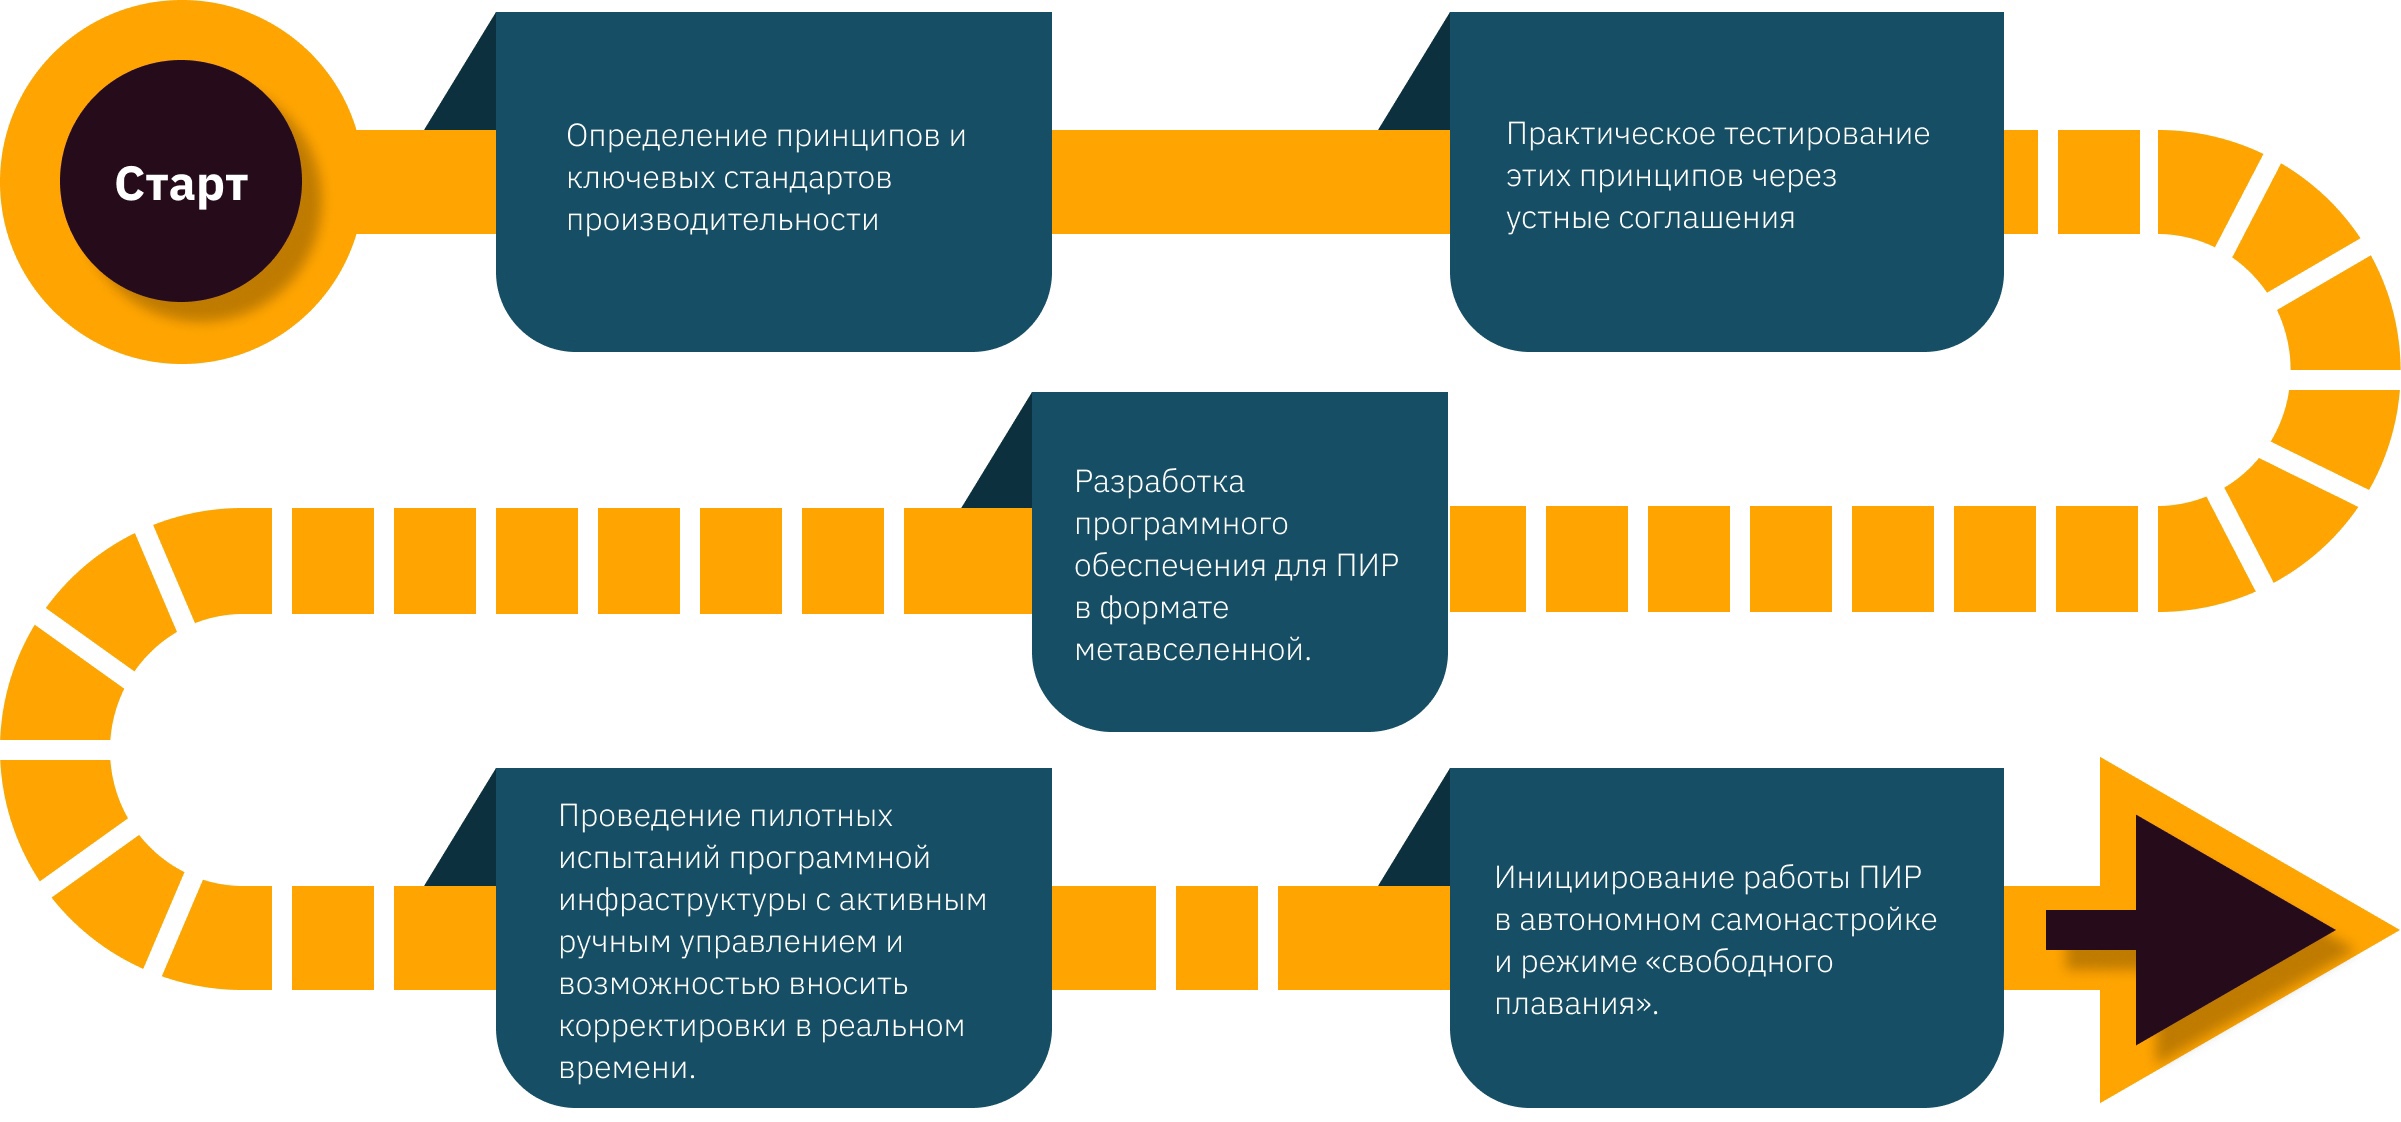 Старт
Определение принципов и
ключевых стандартов
производительности
Практическое тестирование
этих принципов через
устные соглашения
Разработка
программного
обеспечения для ПИР
в формате
метавселенной.
Проведение пилотных
испытаний программной
инфраструктуры с активным
ручным управлением и
возможностью вносить
корректировки в реальном
времени.
Инициирование работы ПИР
в автономном самонастройке
и режиме «свободного
плавания».